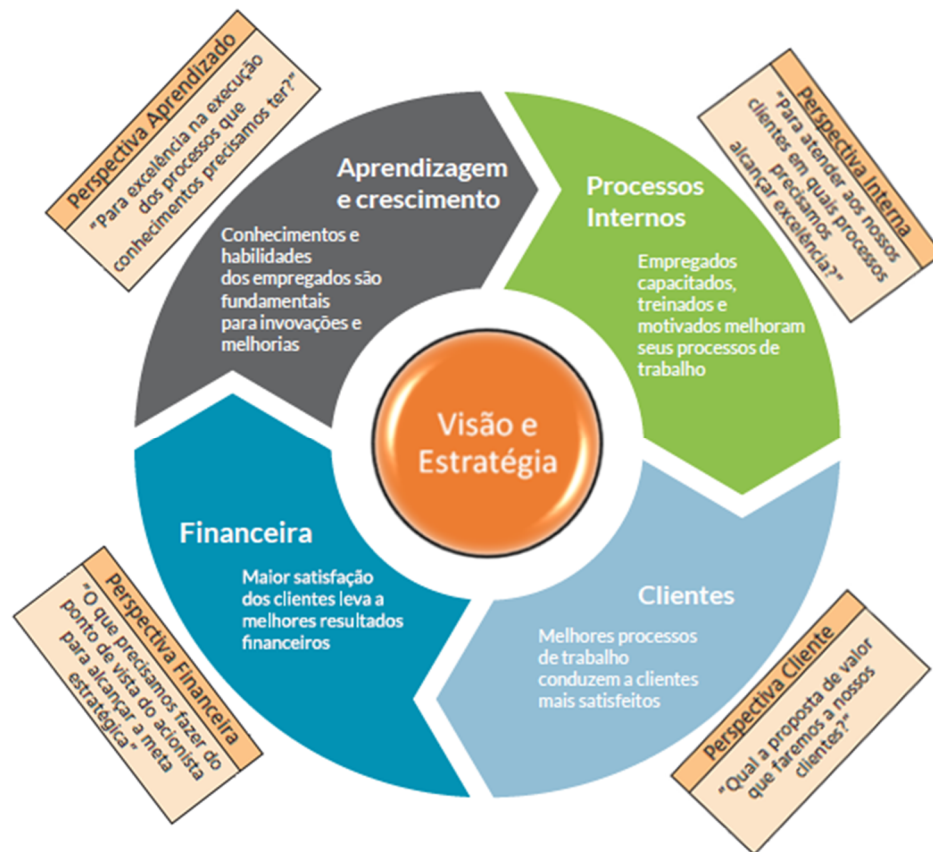 Perspectiva Aprendizado
“Para excelência na execução
dos processos que
conhecimentos precisamos ter?”
Perspectiva Interna
“Para atender aos nossos
clientes em quais processos
precisamos
alcançar excelência?”
Aprendizagem
e crescimento
Conhecimentos e
habilidades
dos empregados são
fundamentais
para invovações e
melhorias
Processos
Internos
Empregados
capacitados,
treinados e
motivados melhoram
seus processos de
trabalho
Visão e
Estratégia
Financeira
Maior satisfação
dos clientes leva a
melhores resultados
financeiros
Clientes
Melhores processos
de trabalho
conduzem a clientes
mais satisfeitos
Perspectiva Financeira
“O que precisamos fazer do
ponto de vista do acionista
para alcançar a meta
estratégica”
Perspectiva Cliente
“Qual a proposta de valor
que faremos a nossos
clientes?”